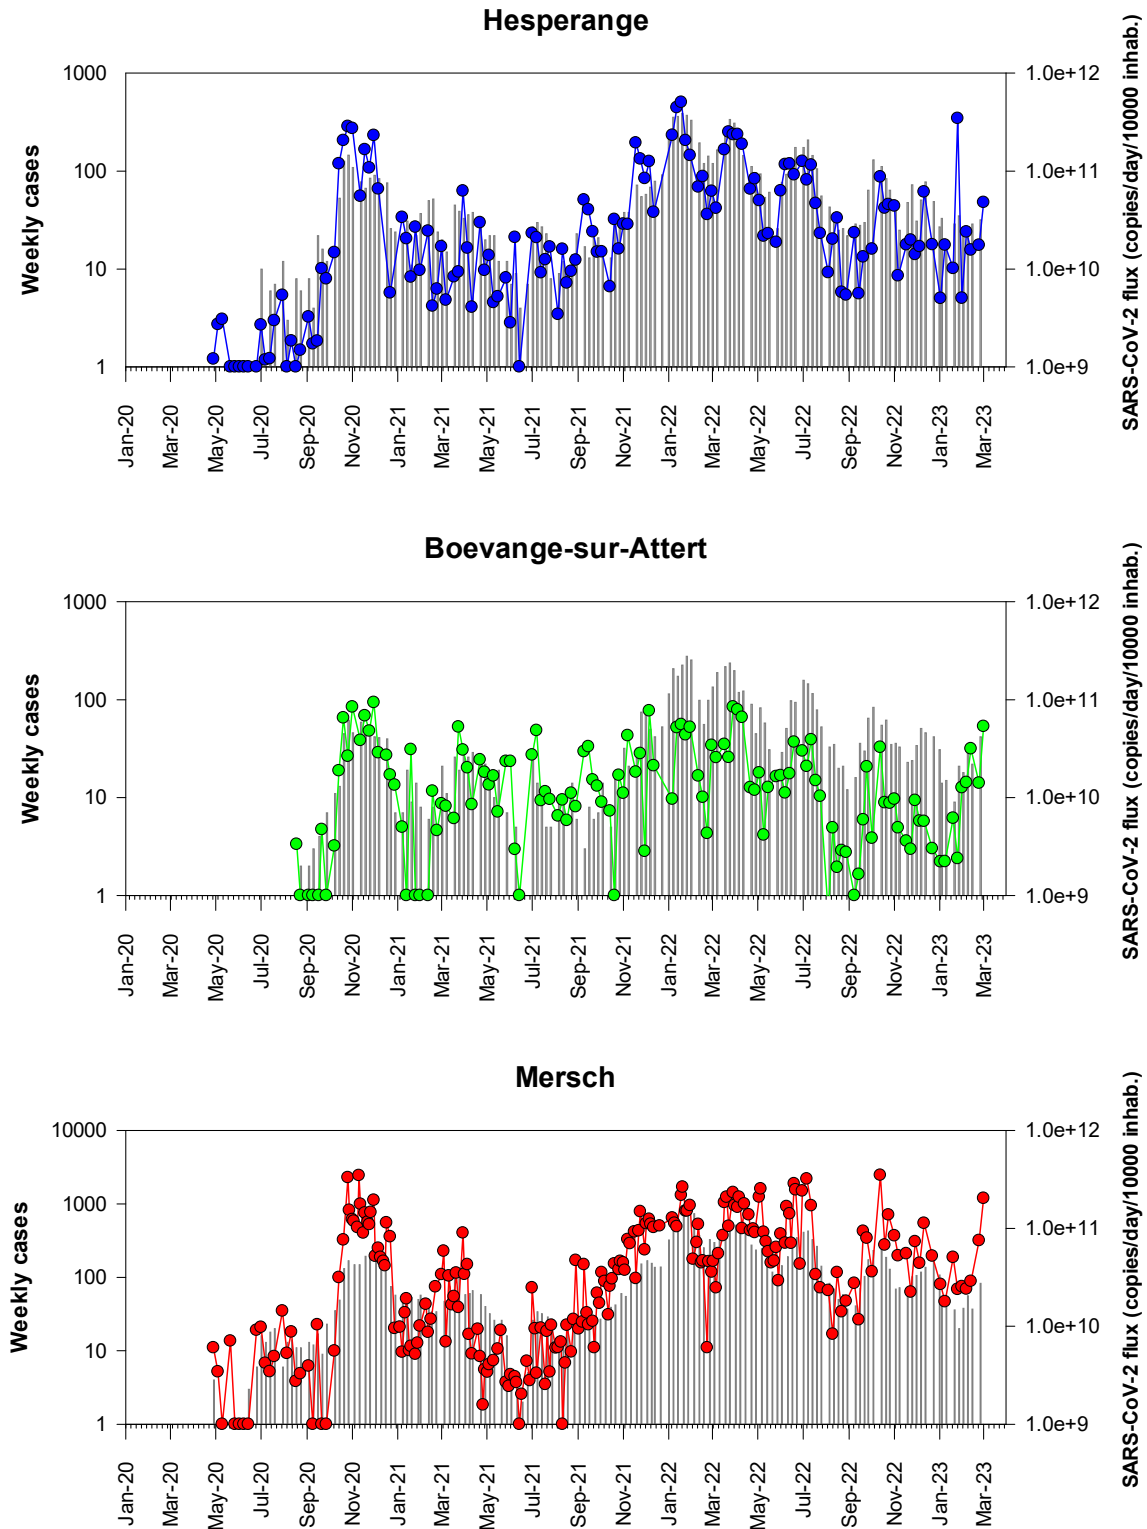 Hesperange
Weekly cases
1000
100
10
1
1.0e+12
1.0e+11
1.0e+10
1.0e+9
SARS-CoV-2 flux (copies/day/10000 inhab.)
Jan-20
Mar-20
May-20
Jul-20
Sep-20
Nov-20
Jan-21
Mar-21
May-21
Jul-21
Sep-21
Nov-21
Jan-22
Mar-22
May-22
Jul-22
Sep-22
Nov-22
Jan-23
Mar-23
Boevange-sur-Attert
Weekly cases
1000
100
10
1
1.0e+12
1.0e+11
1.0e+10
1.0e+9
SARS-CoV-2 flux (copies/day/10000 inhab.)
Jan-20
Mar-20
May-20
Jul-20
Sep-20
Nov-20
Jan-21
Mar-21
May-21
Jul-21
Sep-21
Nov-21
Jan-22
Mar-22
May-22
Jul-22
Sep-22
Nov-22
Jan-23
Mar-23
Mersch
Weekly cases
10000
1000
100
10
1
1.0e+12
1.0e+11
1.0e+10
1.0e+9
SARS-CoV-2 flux (copies/day/10000 inhab.)
Jan-20
Mar-20
May-20
Jul-20
Sep-20
Nov-20
Jan-21
Mar-21
May-21
Jul-21
Sep-21
Nov-21
Jan-22
Mar-22
May-22
Jul-22
Sep-22
Nov-22
Jan-23
Mar-23